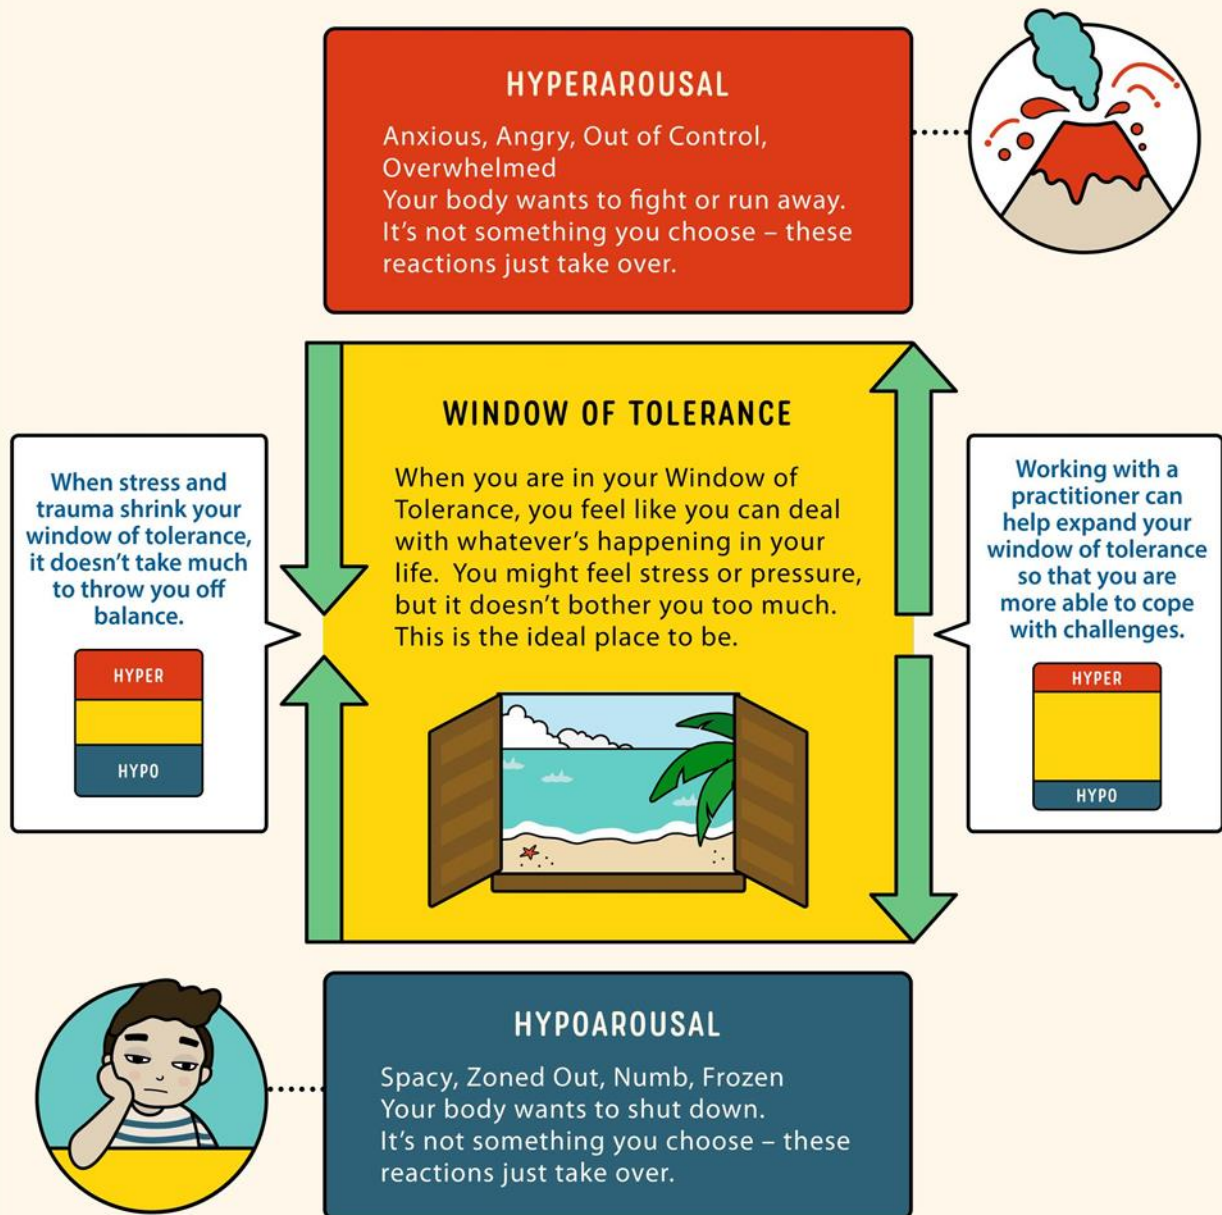 HYPERAROUSAL
Anxious, Angry, Out of Control,
Overwhelmed
Your body wants to fight or run away.
It’s not something you choose – these
reactions just take over.
When stress and
trauma shrink your
window of tolerance,
it doesn’t take much
to throw you off
balance.
HYPER
HYPO
WINDOW OF TOLERANCE
When you are in your Window of
Tolerance, you feel like you can deal
with whatever’s happening in your
life.  You might feel stress or pressure,
but it doesn’t bother you too much.
This is the ideal place to be.
Working with a
practitioner can
help expand your
window of tolerance
so that you are
more able to cope
with challenges.
HYPER
HYPO
HYPOAROUSAL
Spacy, Zoned Out, Numb, Frozen
Your body wants to shut down.
It’s not something you choose – these
reactions just take over.